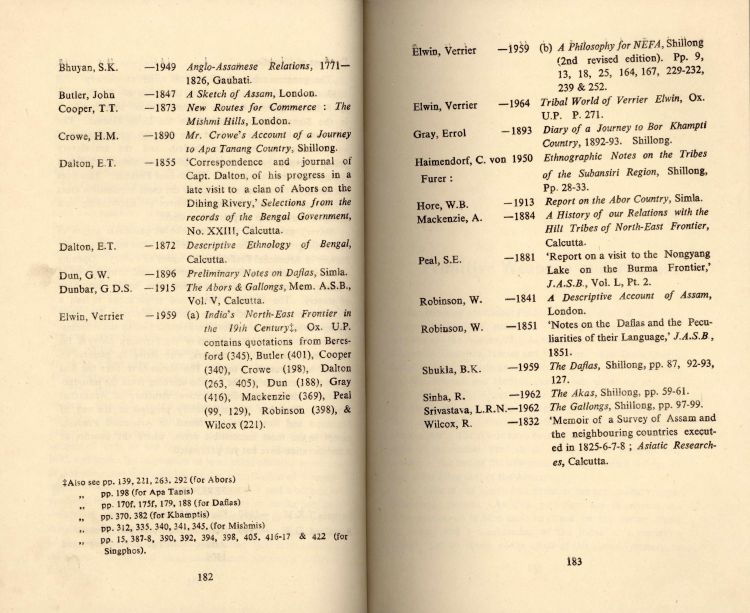 Bhuyan, S.K. —1949 Anglo-Assamese Relations, 1771—
1826, Gauhati.
Butler, John —1847 A Sketch of Assam, London.
Cooper, T.T. —1873 New Routes for Commerce : The
Mishmi Hills, London.
Crowe, H.M. —1890 Mr. Crowe's Account of a Journey
to Apa Tanang Country, Shillong.
Dalton, E.T. —1855 'Correspondence and journal of
Capt. Dalton, of his progress in a
late visit to a clan of Abors on the
Dihing Rivery,' Selections from the
records of the Bengal Government,
No. XXIII, Calcutta.
Dalton, E.T. —1872 Descriptive Ethnology of Bengal,
Calcutta.
Dun, G W. —1896 Preliminary Notes on Daflas, Simla.
Dunbar, G.D.S. —1915 The Abors & Gallongs, Mem. A.S.B.,
Vol. V, Calcutta.
Elwin, Verrier —1959 (a) India's North-East Frontier in
the 19th Century‡, Ox. U.P.
contains quotations from Beres-
ford (345), Butler (401), Cooper
(340), Crowe (198), Dalton
(263, 405), Dun (188), Gray
(416), Mackenzie (369), Peal
(99, 129), Robinson (398), &
Wilcox (221).
‡Also see pp. 139, 221, 263, 292 (for Abors)
„ pp. 198 (for Apa Tanis)
„ pp. 170f, 175f, 179, 188 (for Daflas)
„ pp. 370, 382 (for Khamptis)
„ pp. 312, 335, 340, 341, 345, (for Mishmis)
„ pp. 15, 387-8, 390, 392, 394, 398, 405, 416-17 & 422 (for
Singphos).
182
Elwin, Verrier —1959 (b) A Philosophy for NEFA, Shillong
(2nd revised edition). Pp. 9,
13, 18, 25, 164, 167, 229-232,
239 & 252.
Elwin, Verrier —1964 Tribal World of Verrier Elwin, Ox.
U.P. P. 271.
Gray, Errol —1893 Diary of a Journey to Bor Khampti
Country, 1892-93. Shillong.
Haimendorf, C. von 1950 Ethnographic Notes on the Tribes
Furer : of the Subansiri Region, Shillong,
Pp. 28-33.
Hore, W.B. —1913 Report on the Abor Country, Simla.
Mackenzie, A. —1884 A History of our Relations with the
Hill Tribes of North-East Frontier,
Calcutta.
Peal, S.E. —1881 'Report on a visit to the Nongyang
Lake on the Burma Frontier,'
J.A.S.B., Vol. L, Pt. 2.
Robinson, W. —1841 A Descriptive Account of Assam,
London.
Robinson, W. —1851 'Notes on the Daflas and the Pecu-
liarities of their Language,' J.A.S.B,
1851.
Shukla, B.K. —1959 The Daflas, Shillong, pp. 87, 92-93,
127.
Sinha, R. —1962 The Akas, Shillong, pp. 59-61.
Srivastava, L.R.N.—1962 The Gallongs, Shillong, pp. 97-99.
Wilcox, R. —1832 'Memoir of a Survey of Assam and
the neighbouring countries execut-
ed in 1825-6-7-8 ; Asiatic Research-
es, Calcutta.
183